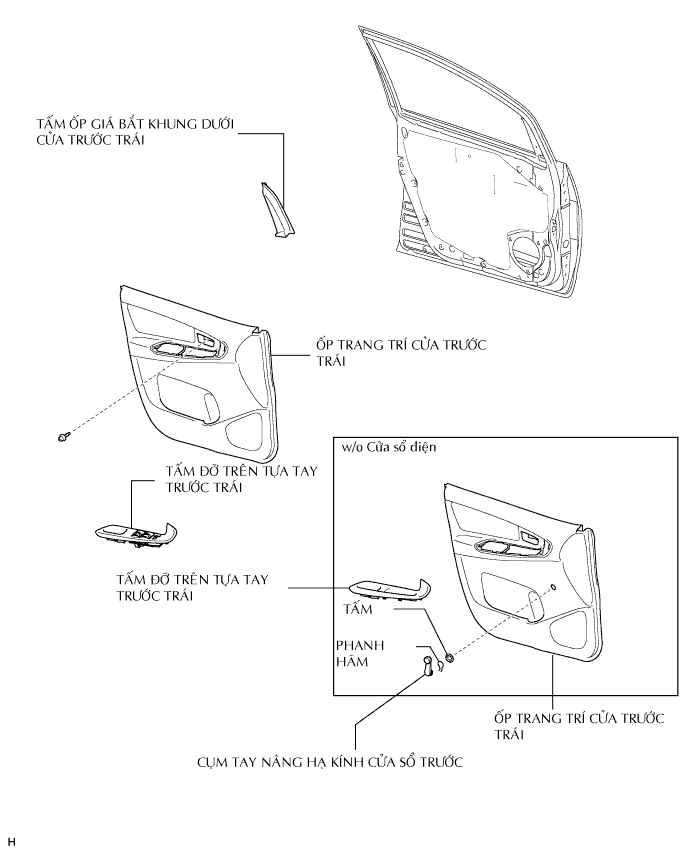 TẤM ỐP GIÁ BẮT KHUNG DƯỚI
CỬA TRƯỚC TRÁI
ỐP TRANG TRÍ CỬA TRƯỚC
TRÁI
w/o Cửa sổ điện
TẤM ĐỠ TRÊN TỰA TAY
TRƯỚC TRÁI
TẤM ĐỠ TRÊN TỰA TAY
TRƯỚC TRÁI
TẤM
PHANH
HÃM
ỐP TRANG TRÍ CỬA TRƯỚC
TRÁI
CỤM TAY NÂNG HẠ KÍNH CỬA SỔ TRƯỚC
H